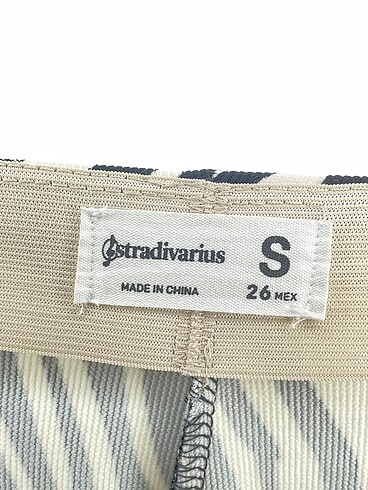 stradivarius
S
MADE IN CHINA
26 MEX